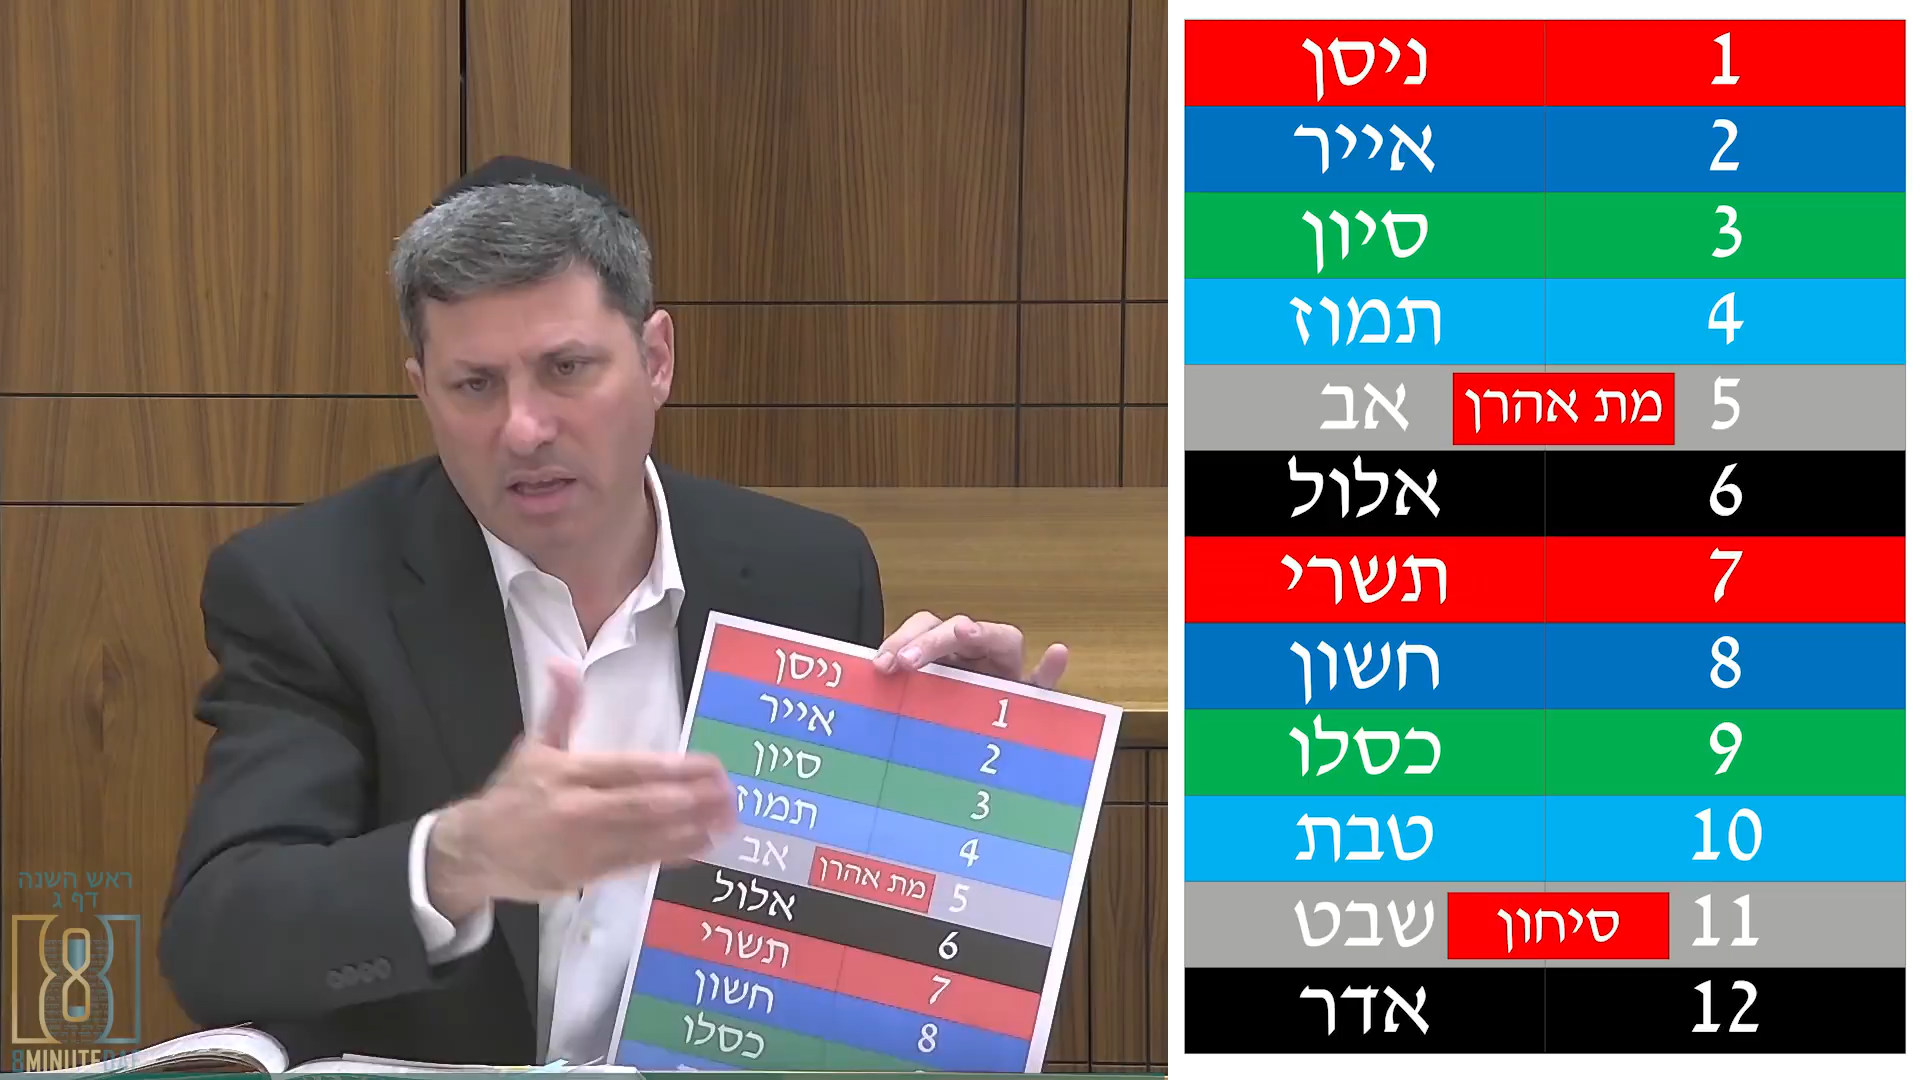 ניסן 1
אייר 2
סיון 3
תמוז 4
אב מת אהרן 5
אלול 6
תשרי 7
חשון 8
כסלו 9
טבת 10
שבט סיחון 11
אדר 12
ניסן 1
אייר 2
סיון 3
תמוז 4
אב מת אהרן 5
אלול 6
תשרי 7
חשון 8
כסלו
ראש השנה
דף ג
8MINUTEDAF